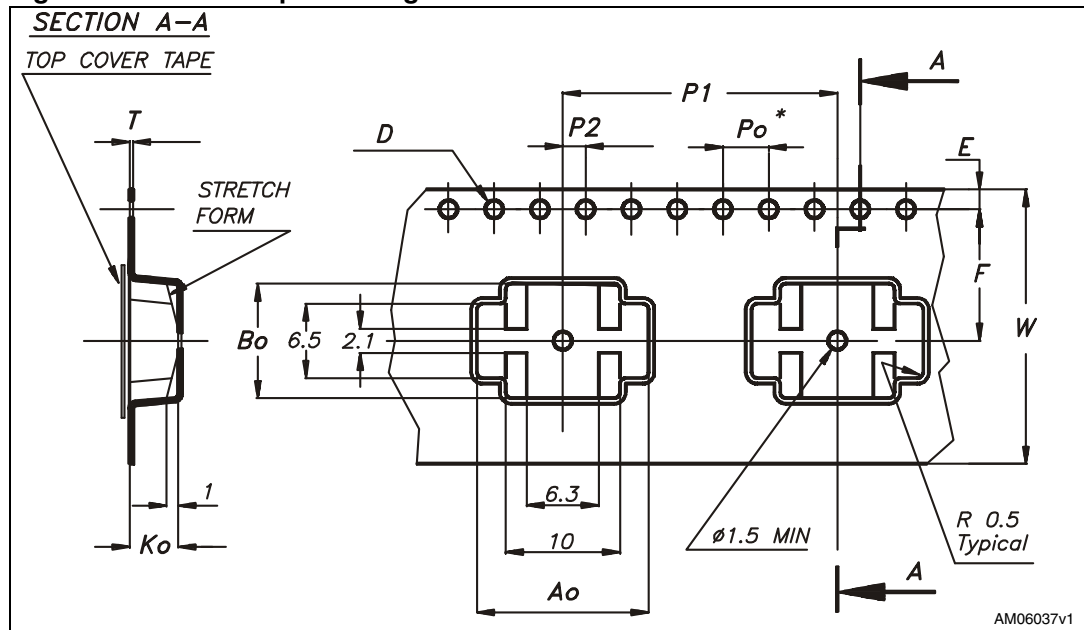 SECTION A-A
TOP COVER TAPE
T
D
P2
P1
Po *
A
E
STRETCH
FORM
F
W
Bo
6.5
2.1
1
Ko
6.3
10
Ao
ø1.5 MIN
R 0.5
Typical
A
AM06037v1